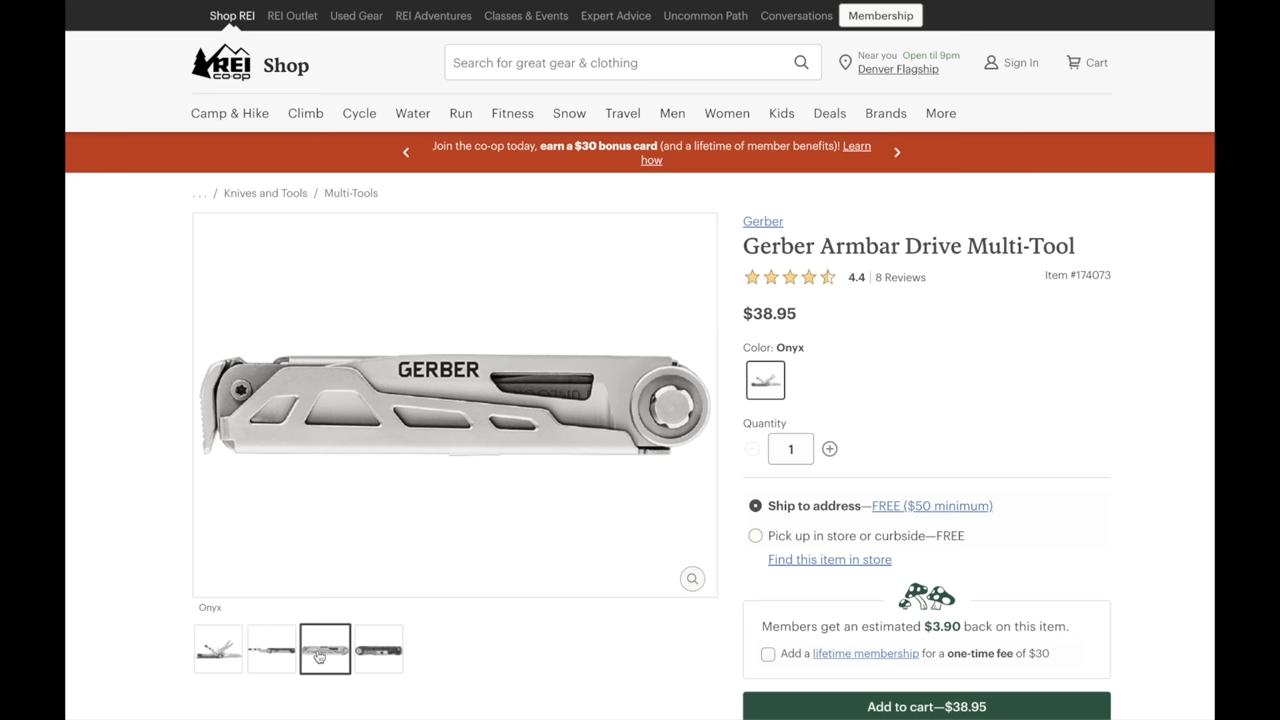 Shop REI REI Outlet Used Gear REI Adventures Classes & Events Expert Advice Uncommon Path Conversations Membership
REI
CO·OP
Shop
Search for great gear & clothing
Near you Open til 9pm
Denver Flagship
Sign In
Cart
Camp & Hike Climb Cycle Water Run Fitness Snow Travel Men Women Kids Deals Brands More
Join the co-op today, earn a $30 bonus card (and a lifetime of member benefits)! Learn
how
... / Knives and Tools / Multi-Tools
GERBER
Onyx
Gerber
Gerber Armbar Drive Multi-Tool
4.4 | 8 Reviews
Item #174073
$38.95
Color: Onyx
Quantity
1
Ship to address—FREE ($50 minimum)
Pick up in store or curbside—FREE
Find this item in store
Members get an estimated $3.90 back on this item.
Add a lifetime membership for a one-time fee of $30
Add to cart—$38.95